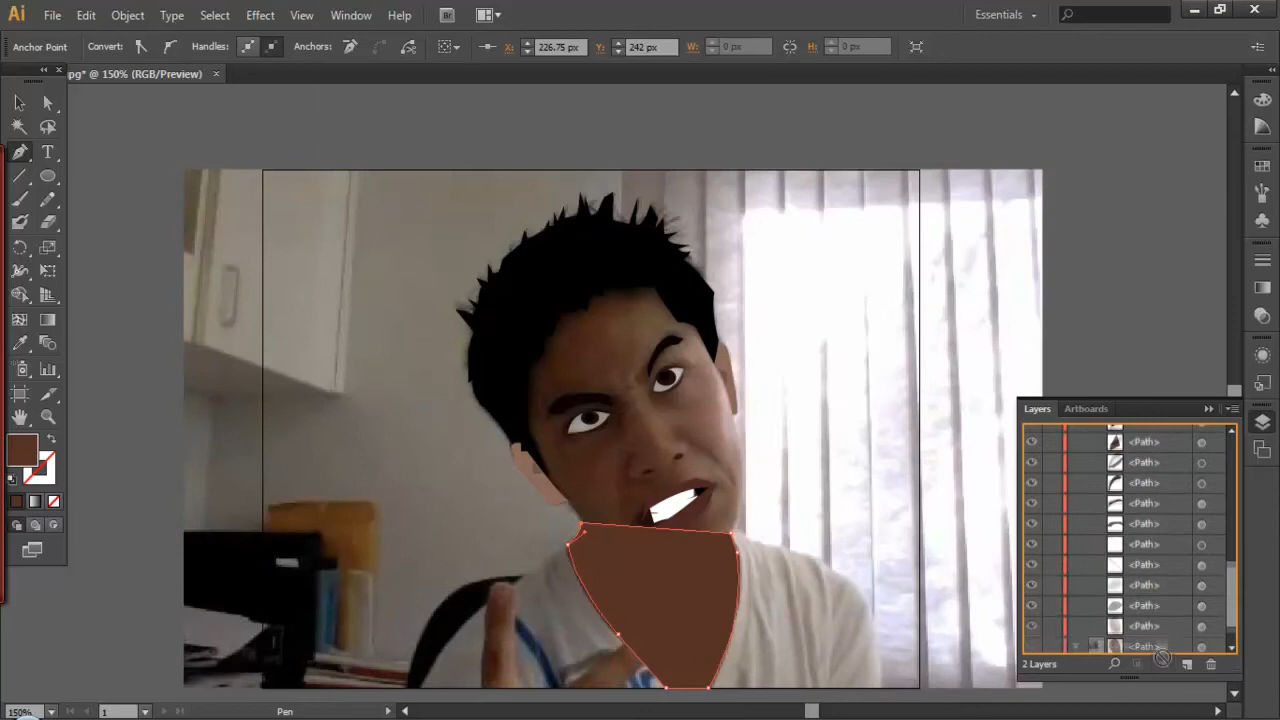 Ai File Edit Object Type Select Effect View Window Help Br Essentials
Anchor Point Convert: Handles: Anchors: X: 226.75 px Y: 242 px W: 0 px H: 0 px
pg* @ 150% (RGB/Preview) ×
T
Layers Artboards
<Path>
<Path>
<Path>
<Path>
<Path>
<Path>
<Path>
<Path>
<Path>
<Path>
<Path>
2 Layers
150% 1 Pen